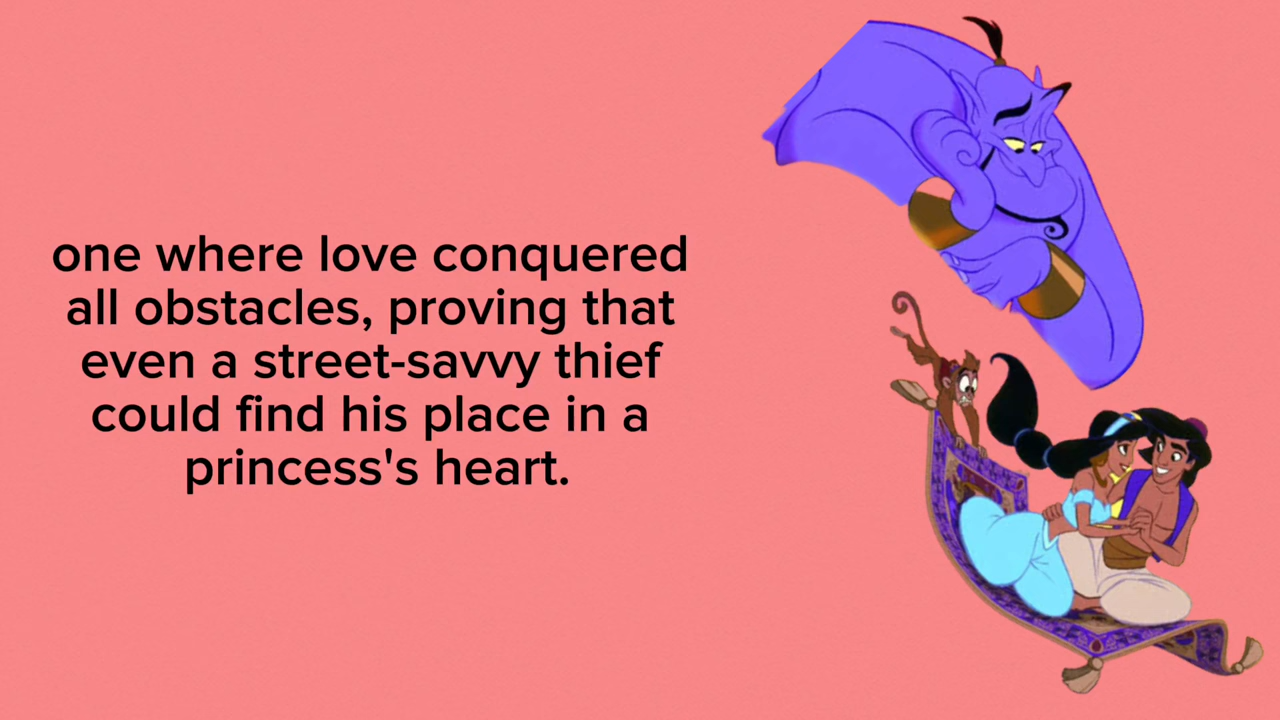 one where love conquered
all obstacles, proving that
even a street-savvy thief
could find his place in a
princess's heart.